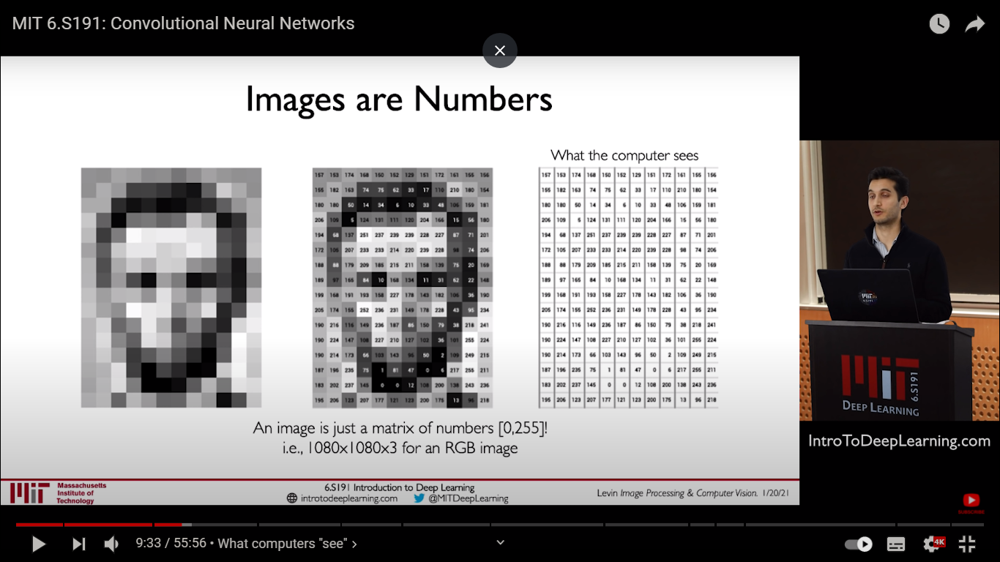 MIT 6.S191: Convolutional Neural Networks
Images are Numbers
What the computer sees
157 153 174 168 150 152 129 151 172 161 155 156
155 182 163 74 75 62 33 17 110 210 180 154
180 180 50 14 34 6 10 33 48 106 159 181
206 109 5 124 131 111 120 204 166 15 56 180
194 68 137 251 237 239 239 228 227 87 71 201
172 105 207 233 233 214 220 239 228 98 74 206
188 88 179 209 185 215 211 158 139 75 20 169
189 97 165 84 10 168 134 11 31 62 22 148
199 168 191 193 158 227 178 143 182 106 36 190
205 174 155 252 236 231 149 178 228 43 95 234
190 216 116 149 236 187 86 150 79 38 218 241
190 224 147 108 227 210 127 102 36 101 255 224
190 214 173 66 103 143 96 50 2 109 249 215
187 196 235 75 1 81 47 0 6 217 255 211
183 202 237 145 0 0 12 108 200 138 243 236
195 206 123 207 177 121 123 200 175 13 96 218
157 153 174 168 150 152 129 151 172 161 155 156
155 182 163 74 75 62 33 17 110 210 180 154
180 180 50 14 34 6 10 33 48 106 159 181
206 109 5 124 131 111 120 204 166 15 56 180
194 68 137 251 237 239 239 228 227 87 71 201
172 105 207 233 233 214 220 239 228 98 74 206
188 88 179 209 185 215 211 158 139 75 20 169
189 97 165 84 10 168 134 11 31 62 22 148
199 168 191 193 158 227 178 143 182 106 36 190
205 174 155 252 236 231 149 178 228 43 95 234
190 216 116 149 236 187 86 150 79 38 218 241
190 224 147 108 227 210 127 102 36 101 255 224
190 214 173 66 103 143 96 50 2 109 249 215
187 196 235 75 1 81 47 0 6 217 255 211
183 202 237 145 0 0 12 108 200 138 243 236
195 206 123 207 177 121 123 200 175 13 96 218
An image is just a matrix of numbers [0,255]!
i.e., 1080x1080x3 for an RGB image
MIT
MIT 6.S191
DEEP LEARNING
IntroToDeepLearning.com
MIT
Massachusetts
Institute of
Technology
6.S191 Introduction to Deep Learning
introtodeeplearning.com @MITDeepLearning
Levin Image Processing & Computer Vision. 1/20/21
SUBSCRIBE
9:33 / 55:56 • What computers "see" ›
4K